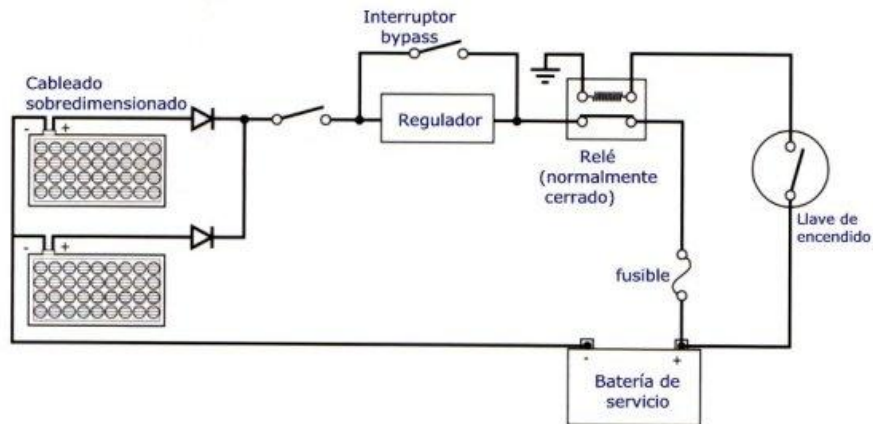 Interruptor
bypass
Cableado
sobredimensionado
- +
Regulador
Relé
(normalmente
cerrado)
Llave de
encendido
- +
fusible
- +
Batería de
servicio